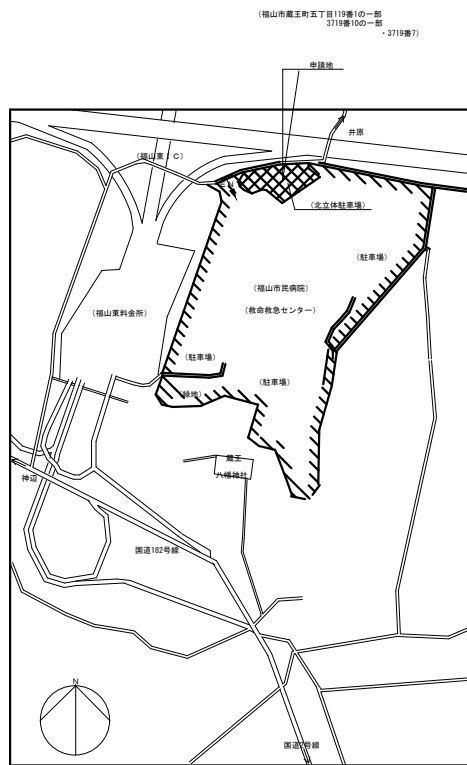 (福山市蔵王町五丁目119番1の一部
3719番10の一部
・3719番7)
申請地
井原
(福山東IC)
(北立体駐車場)
(駐車場)
(福山市民病院)
(救命救急センター)
(福山東料金所)
(駐車場)
(駐車場)
(緑地)
蔵王
八幡神社
神辺
国道182号線
N
国道2号線